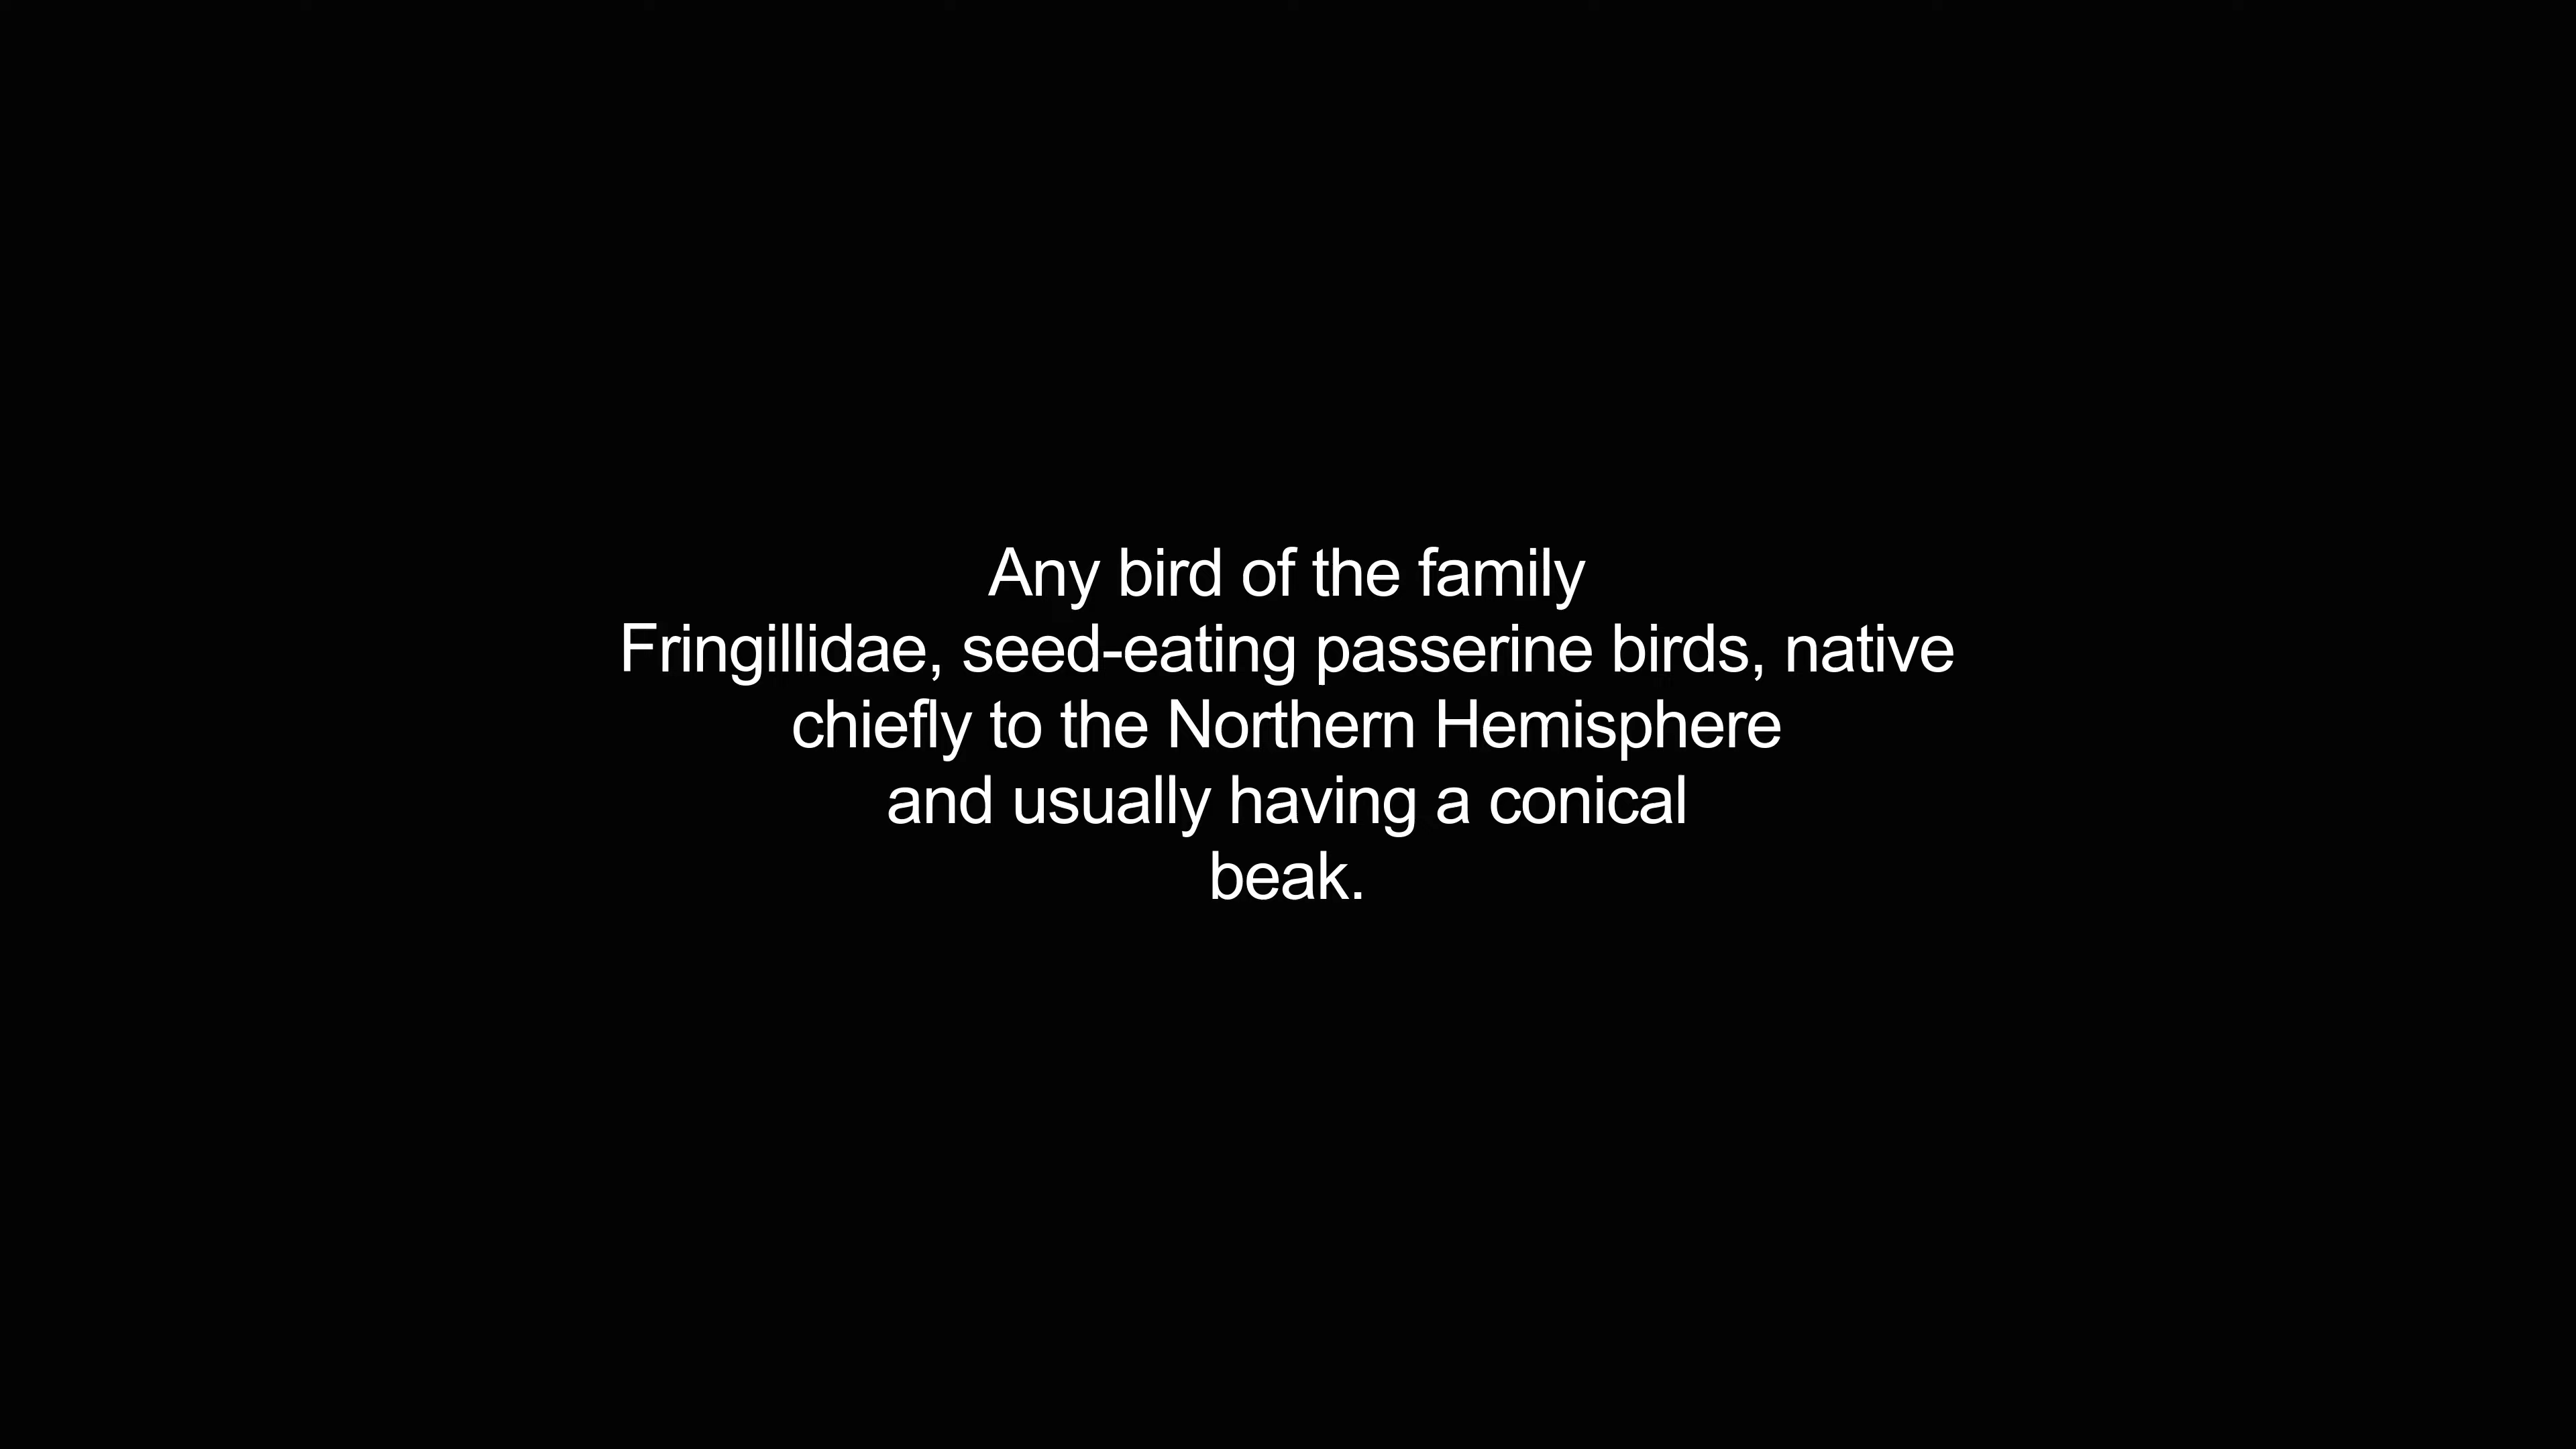 Any bird of the family
Fringillidae, seed-eating passerine birds, native
chiefly to the Northern Hemisphere
and usually having a conical
beak.